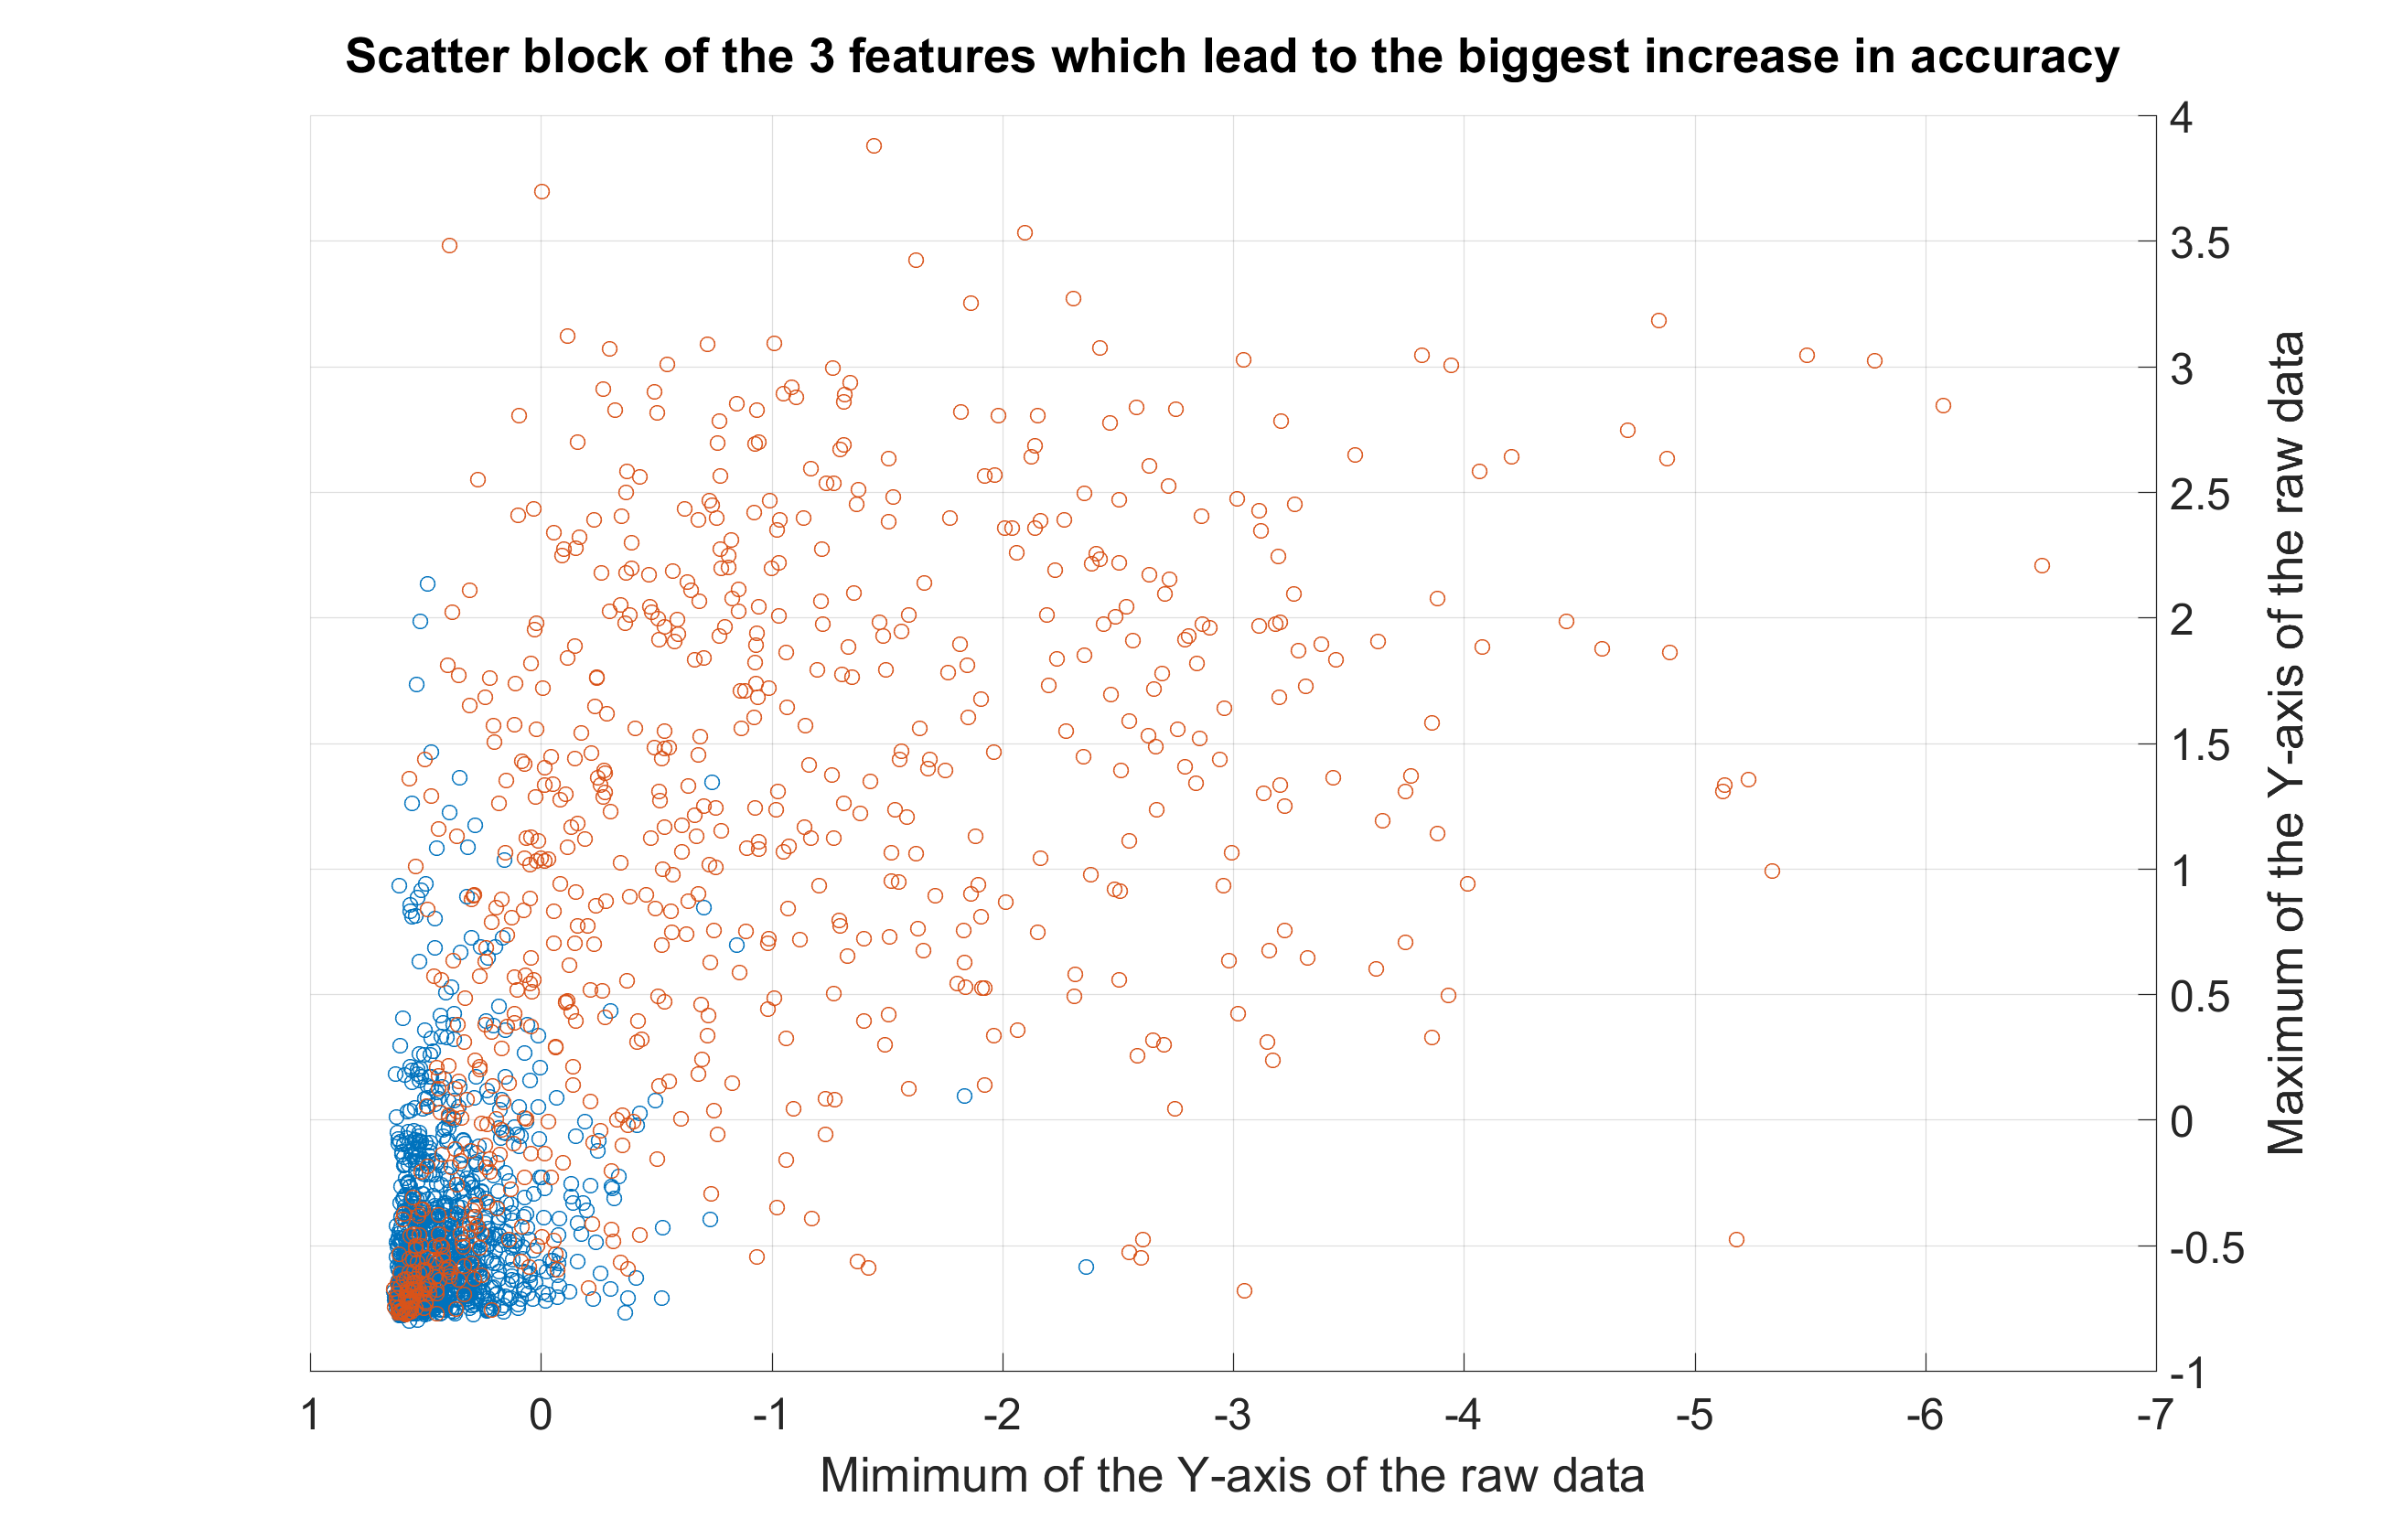 Scatter block of the 3 features which lead to the biggest increase in accuracy
4
3.5
3
2.5
2
1.5
1
0.5
0
-0.5
-1
Maximum of the Y-axis of the raw data
1 0 -1 -2 -3 -4 -5 -6 -7
Mimimum of the Y-axis of the raw data